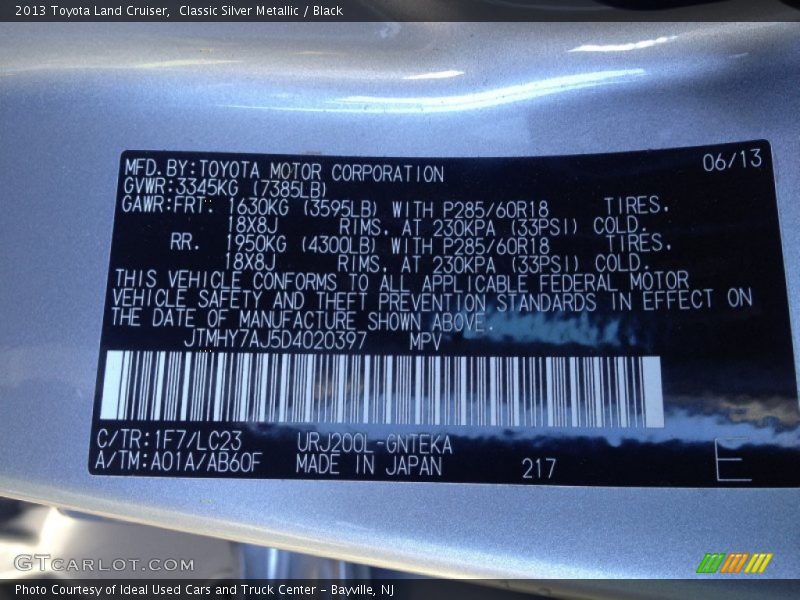 2013 Toyota Land Cruiser,  Classic Silver Metallic / Black
06/13
MFD.BY:TOYOTA MOTOR CORPORATION
GVWR:3345KG (7385LB)
GAWR:FRT. 1630KG (3595LB) WITH P285/60R18 TIRES.
18X8J RIMS. AT 230KPA (33PSI) COLD.
RR. 1950KG (4300LB) WITH P285/60R18 TIRES.
18X8J RIMS. AT 230KPA (33PSI) COLD.
THIS VEHICLE CONFORMS TO ALL APPLICABLE FEDERAL MOTOR
VEHICLE SAFETY AND THEFT PREVENTION STANDARDS IN EFFECT ON
THE DATE OF MANUFACTURE SHOWN ABOVE.
JTMHY7AJ5D4020397 MPV
C/TR:1F7/LC23 URJ200L-GNTEKA
A/TM:A01A/AB60F MADE IN JAPAN 217 E
GTCARLOT.COM
Photo Courtesy of Ideal Used Cars and Truck Center – Bayville, NJ